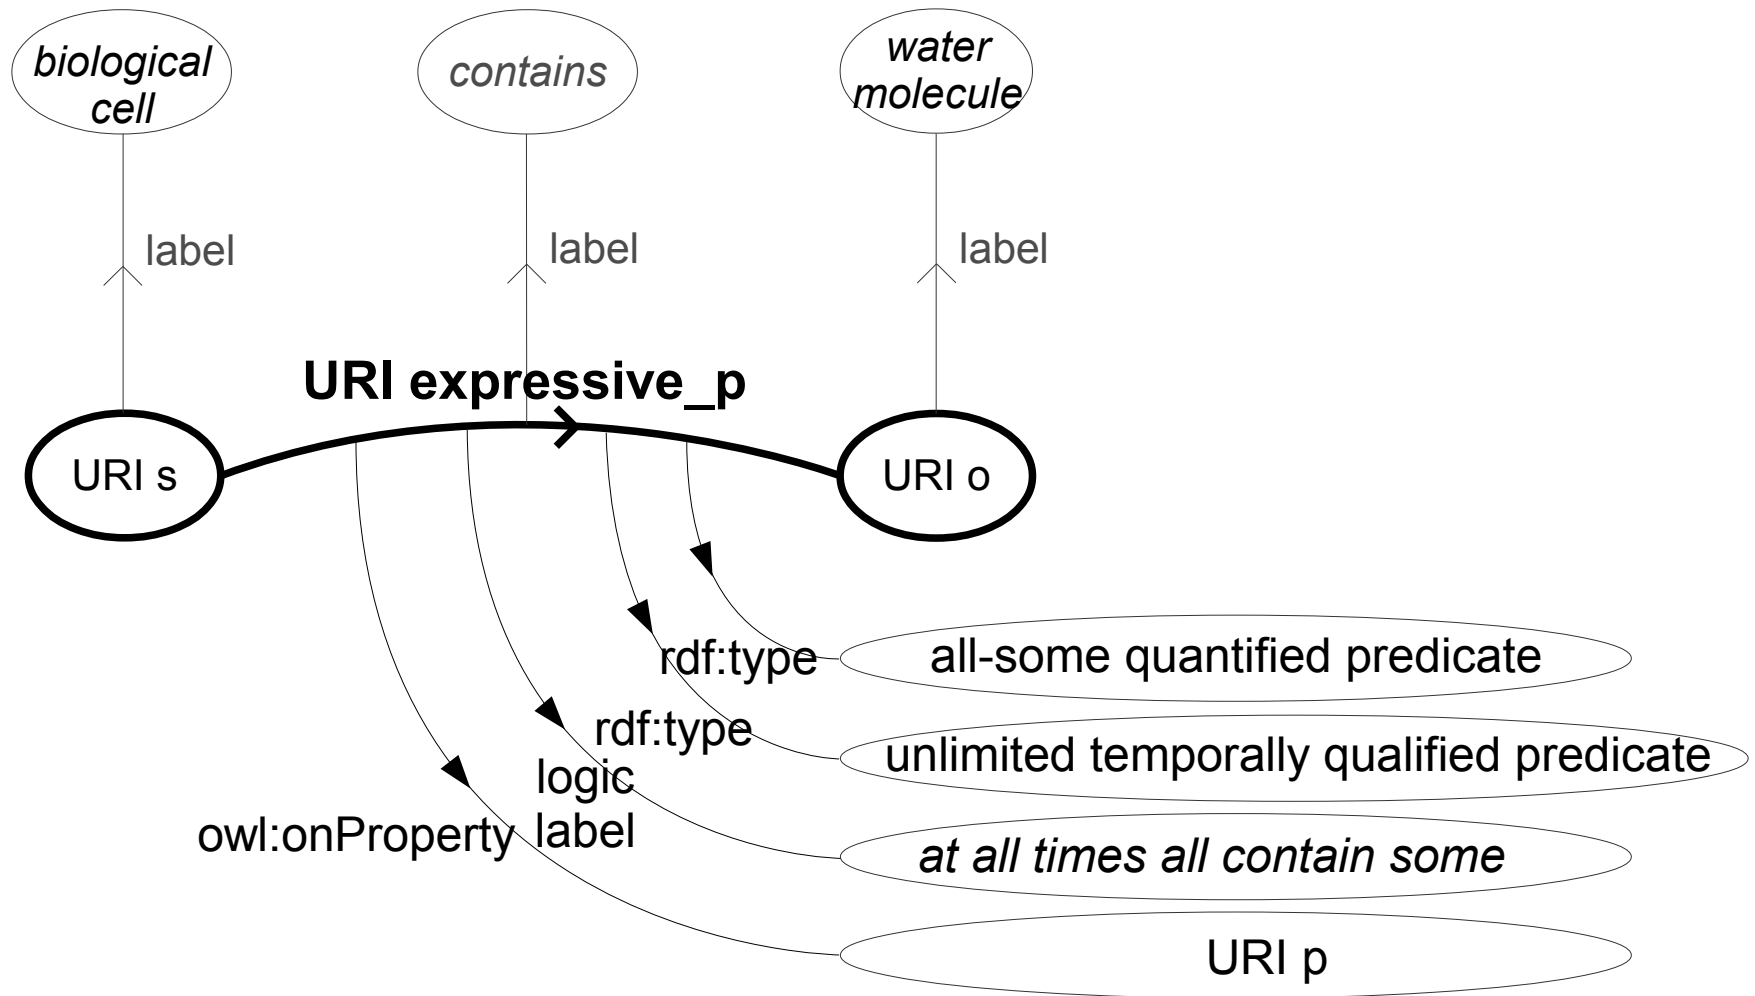 biological
cell
contains
water
molecule
label
label
label
URI expressive_p
URI s
URI o
rdf:type
all-some quantified predicate
rdf:type
unlimited temporally qualified predicate
logic
label
at all times all contain some
owl:onProperty
URI p